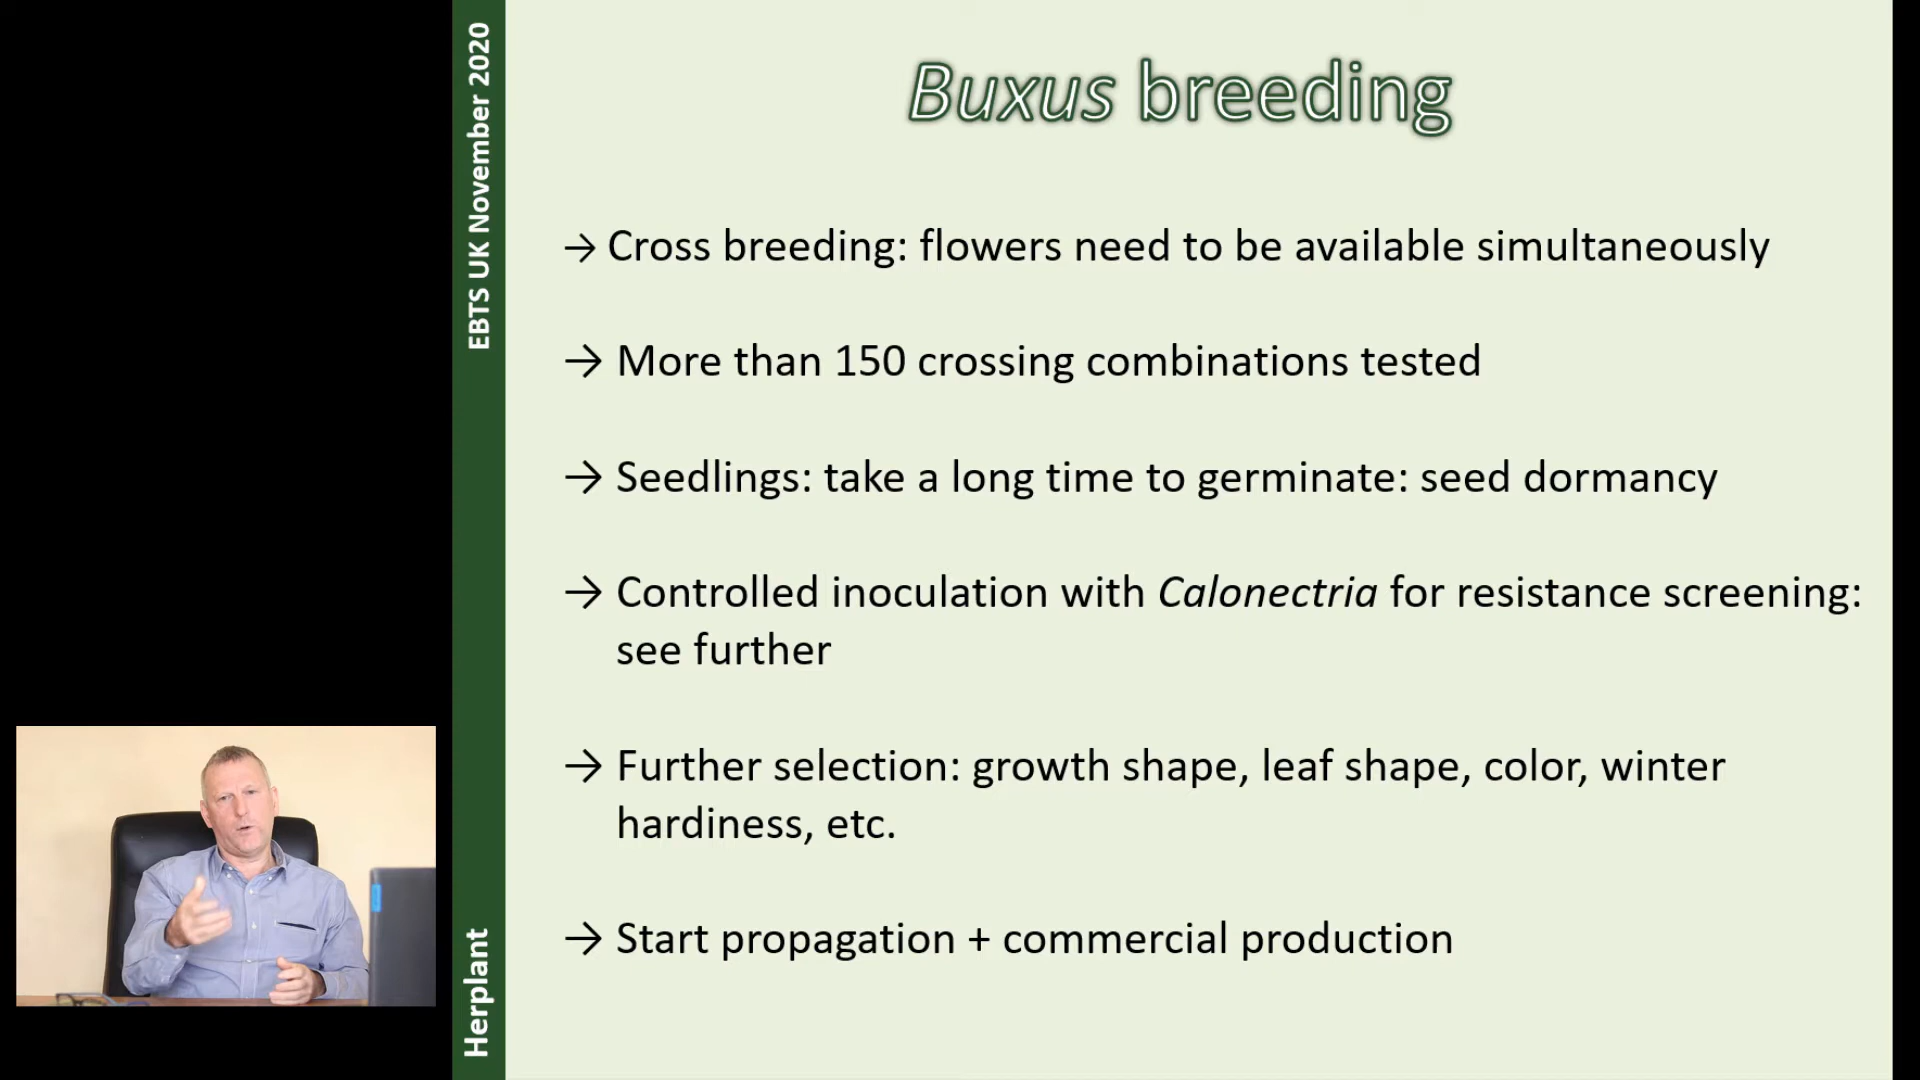 EBTS UK November 2020
Herplant
Buxus breeding
→ Cross breeding: flowers need to be available simultaneously
→ More than 150 crossing combinations tested
→ Seedlings: take a long time to germinate: seed dormancy
→ Controlled inoculation with Calonectria for resistance screening:
see further
→ Further selection: growth shape, leaf shape, color, winter
hardiness, etc.
→ Start propagation + commercial production